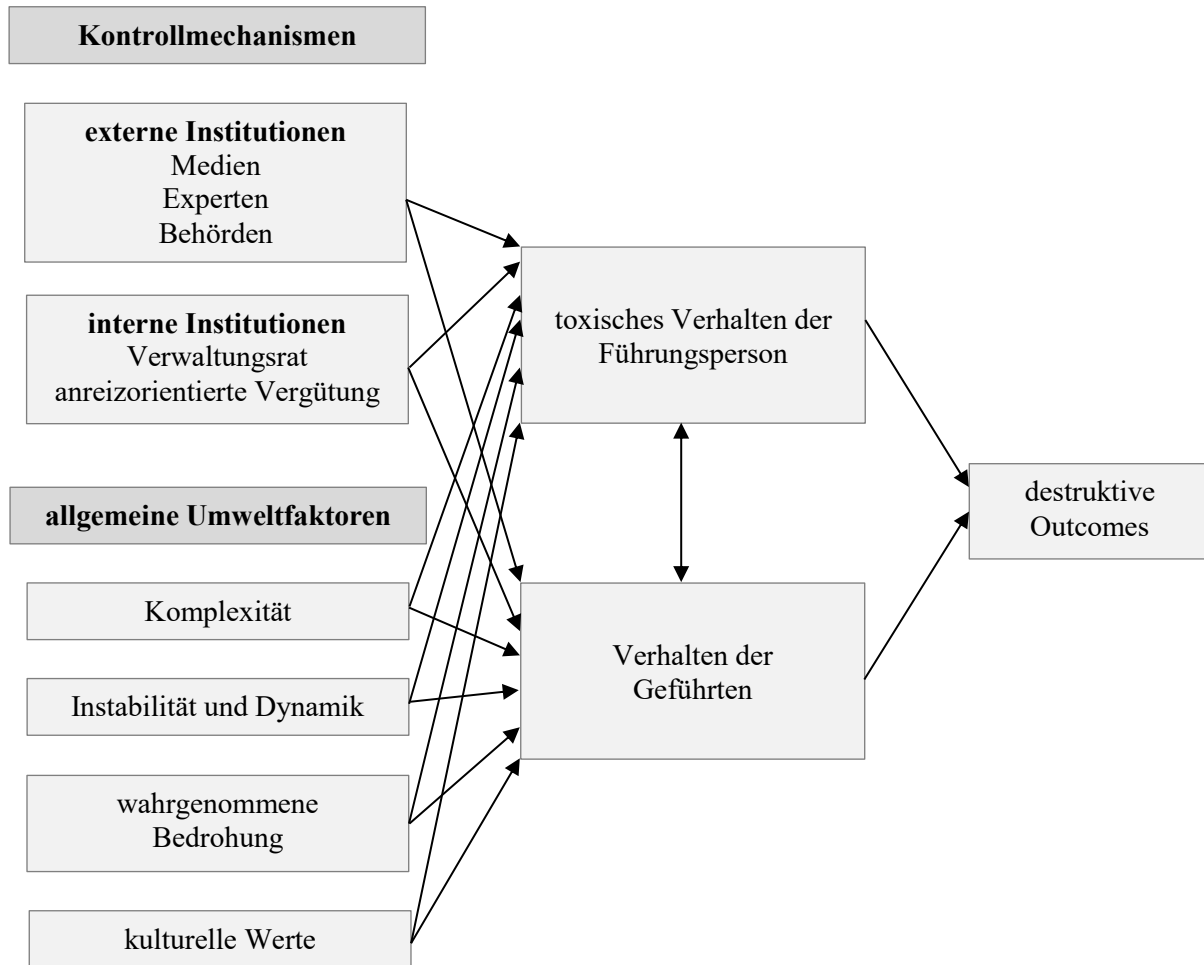 Kontrollmechanismen
externe Institutionen
Medien
Experten
Behörden
interne Institutionen
Verwaltungsrat
anreizorientierte Vergütung
allgemeine Umweltfaktoren
Komplexität
Instabilität und Dynamik
wahrgenommene
Bedrohung
kulturelle Werte
toxisches Verhalten der
Führungsperson
Verhalten der
Geführten
destruktive
Outcomes